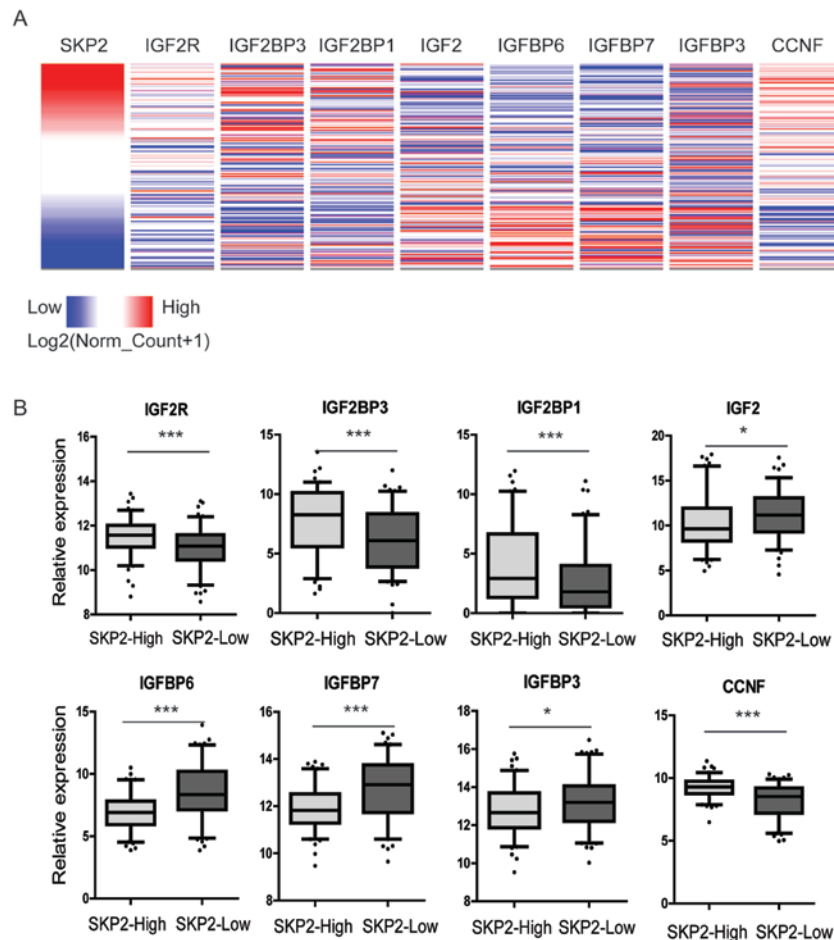 A
SKP2 IGF2R IGF2BP3 IGF2BP1 IGF2 IGFBP6 IGFBP7 IGFBP3 CCNF
Low High
Log2(Norm_Count+1)
B
IGF2R IGF2BP3 IGF2BP1 IGF2
*** *** *** *
Relative expression
16 14 12 10 8
15 10 5 0
15 10 5 0
20 15 10 5 0
SKP2-High SKP2-Low SKP2-High SKP2-Low SKP2-High SKP2-Low SKP2-High SKP2-Low
IGFBP6 IGFBP7 IGFBP3 CCNF
*** *** * ***
Relative expression
15 10 5 0
16 14 12 10 8
18 16 14 12 10 8
15 10 5 0
SKP2-High SKP2-Low SKP2-High SKP2-Low SKP2-High SKP2-Low SKP2-High SKP2-Low